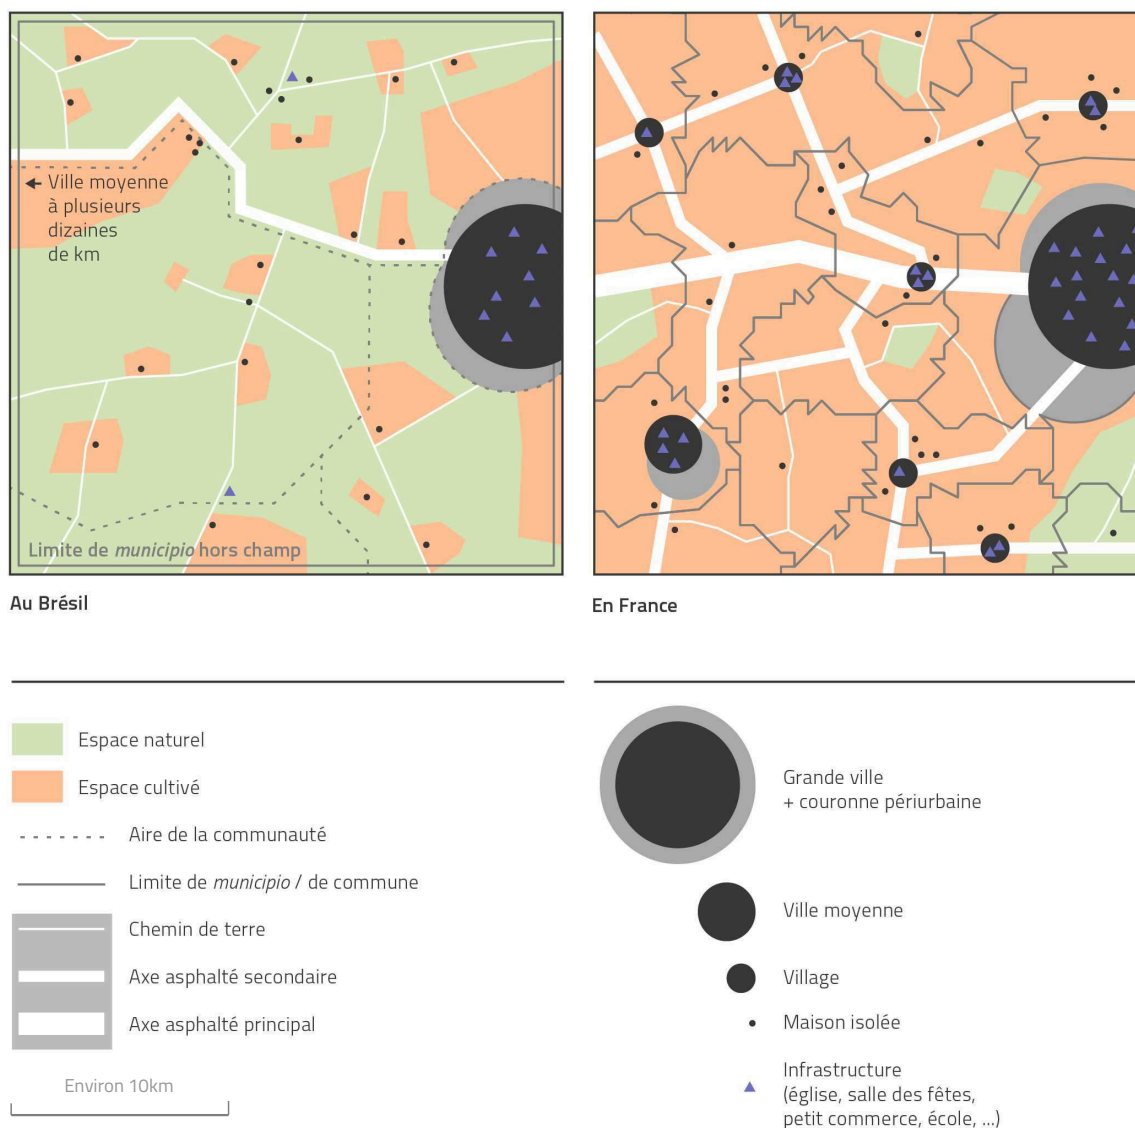 Ville moyenne
à plusieurs
dizaines
de km
Limite de municipio hors champ
Au Brésil
En France
Espace naturel
Espace cultivé
Aire de la communauté
Limite de municipio / de commune
Chemin de terre
Axe asphalté secondaire
Axe asphalté principal
Environ 10km
Grande ville
+ couronne périurbaine
Ville moyenne
Village
Maison isolée
Infrastructure
(église, salle des fêtes,
petit commerce, école, ...)